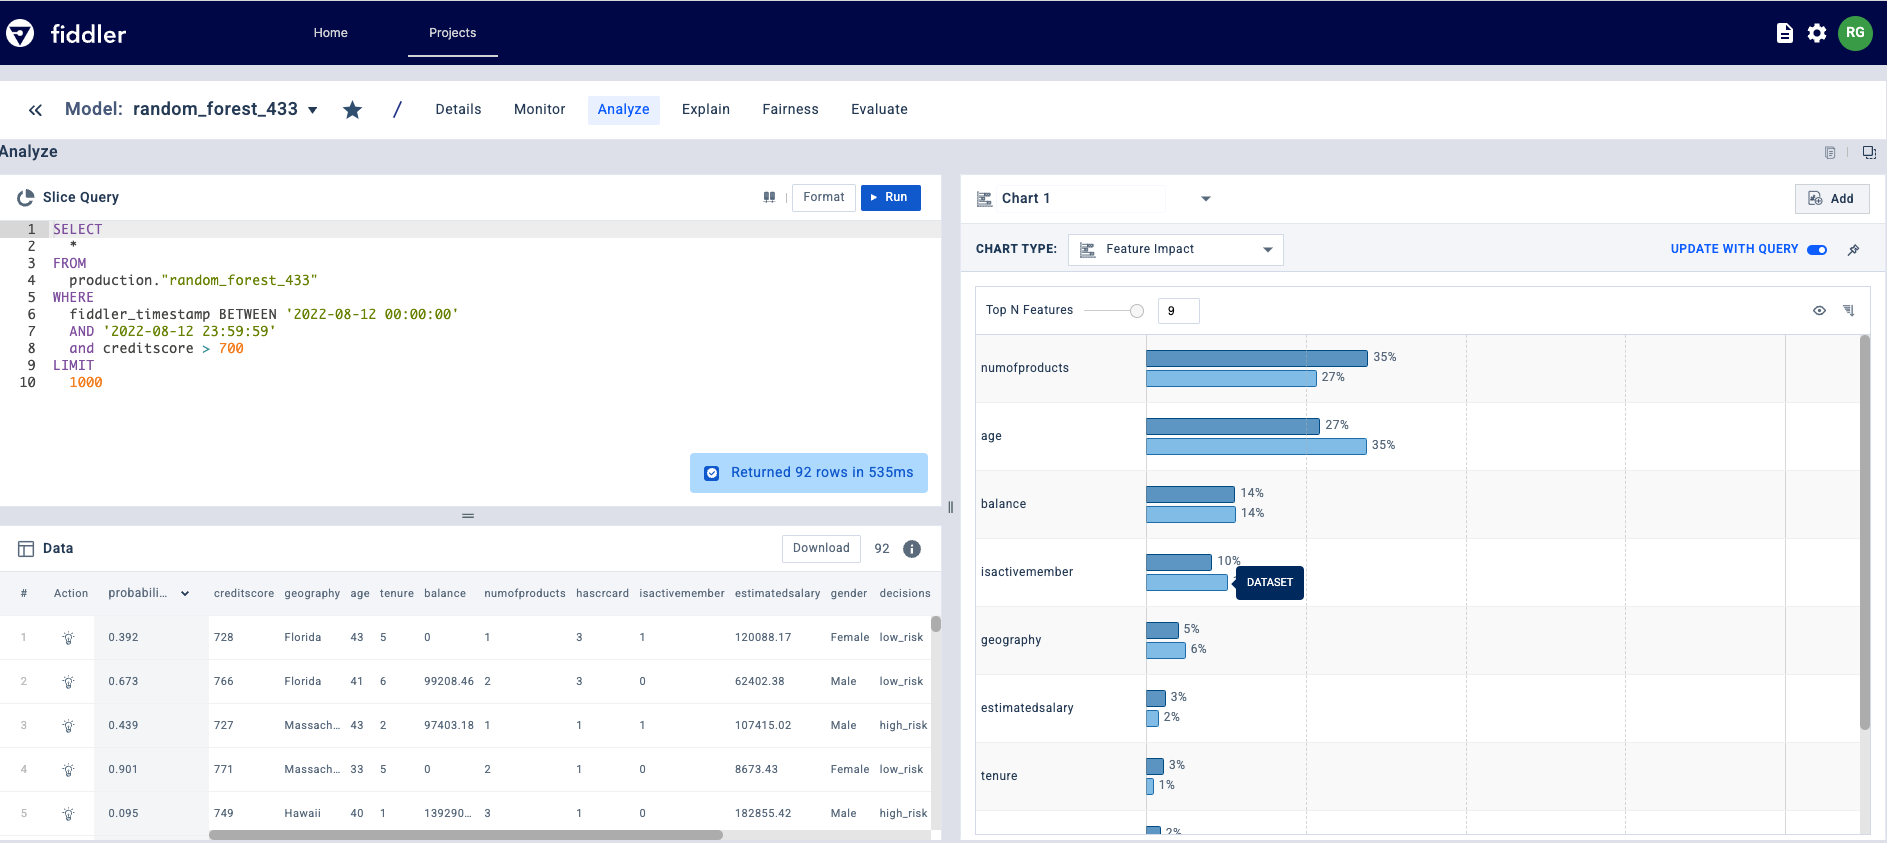 fiddler
Home
Projects
RG
Model: random_forest_433
/
Details
Monitor
Analyze
Explain
Fairness
Evaluate
Analyze
Slice Query
Format
Run
1 SELECT
2 *
3 FROM
4 production."random_forest_433"
5 WHERE
6 fiddler_timestamp BETWEEN '2022-08-12 00:00:00'
7 AND '2022-08-12 23:59:59'
8 and creditscore > 700
9 LIMIT
10 1000
Returned 92 rows in 535ms
Data
Download
92
# Action probabili... creditscore geography age tenure balance numofproducts hascrcard isactivemember estimatedsalary gender decisions
1 0.392 728 Florida 43 5 0 1 3 1 120088.17 Female low_risk
2 0.673 766 Florida 41 6 99208.46 2 3 0 62402.38 Male low_risk
3 0.439 727 Massach... 43 2 97403.18 1 1 1 107415.02 Male high_risk
4 0.901 771 Massach... 33 5 0 2 1 0 8673.43 Female low_risk
5 0.095 749 Hawaii 40 1 139290... 3 1 0 182855.42 Male high_risk
Chart 1
Add
CHART TYPE:
Feature Impact
UPDATE WITH QUERY
Top N Features
9
numofproducts
35%
27%
age
27%
35%
balance
14%
14%
isactivemember
10%
DATASET
geography
5%
6%
estimatedsalary
3%
2%
tenure
3%
1%
2%